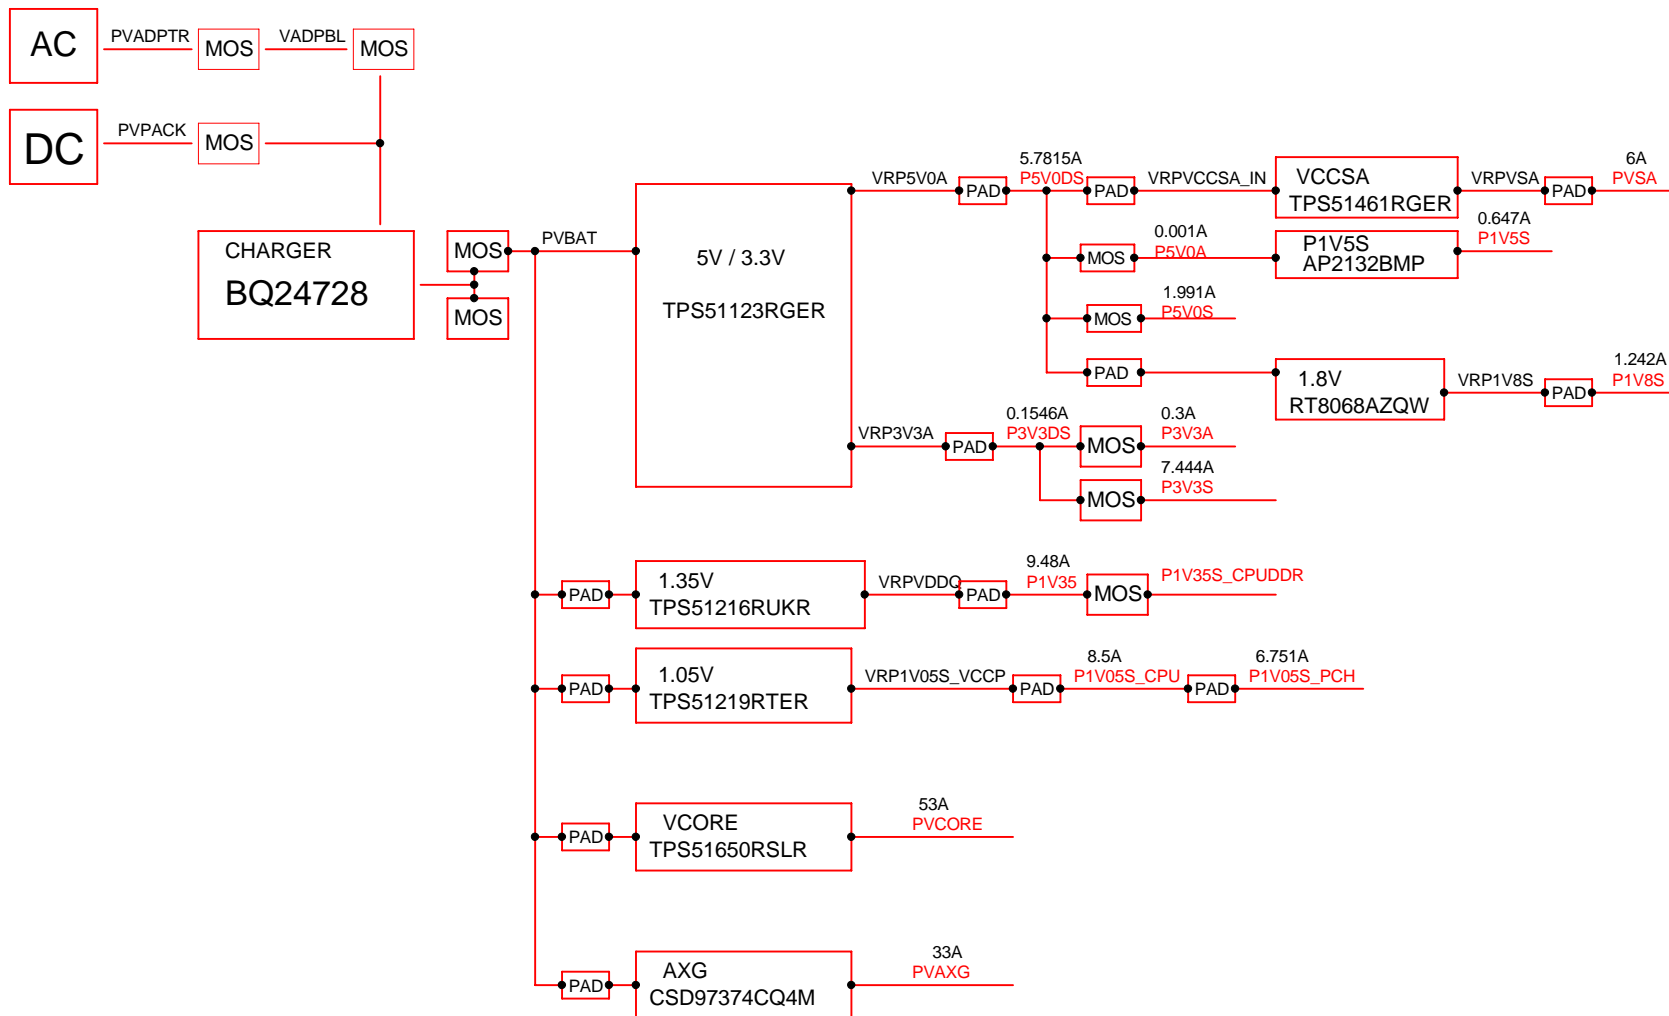 AC
PVADPTR
MOS
VADPBL
MOS
DC
PVPACK
MOS
CHARGER
BQ24728
MOS
MOS
PVBAT
5V / 3.3V
TPS51123RGER
VRP5V0A
PAD
5.7815A
P5V0DS
PAD
VRPVCCSA_IN
VCCSA
TPS51461RGER
VRPVSA
PAD
6A
PVSA
MOS
0.001A
P5V0A
P1V5S
AP2132BMP
0.647A
P1V5S
MOS
1.991A
P5V0S
PAD
1.8V
RT8068AZQW
VRP1V8S
PAD
1.242A
P1V8S
VRP3V3A
PAD
0.1546A
P3V3DS
MOS
0.3A
P3V3A
MOS
7.444A
P3V3S
PAD
1.35V
TPS51216RUKR
VRPVDDQ
PAD
9.48A
P1V35
MOS
P1V35S_CPUDDR
PAD
1.05V
TPS51219RTER
VRP1V05S_VCCP
PAD
8.5A
P1V05S_CPU
PAD
6.751A
P1V05S_PCH
PAD
VCORE
TPS51650RSLR
53A
PVCORE
PAD
AXG
CSD97374CQ4M
33A
PVAXG